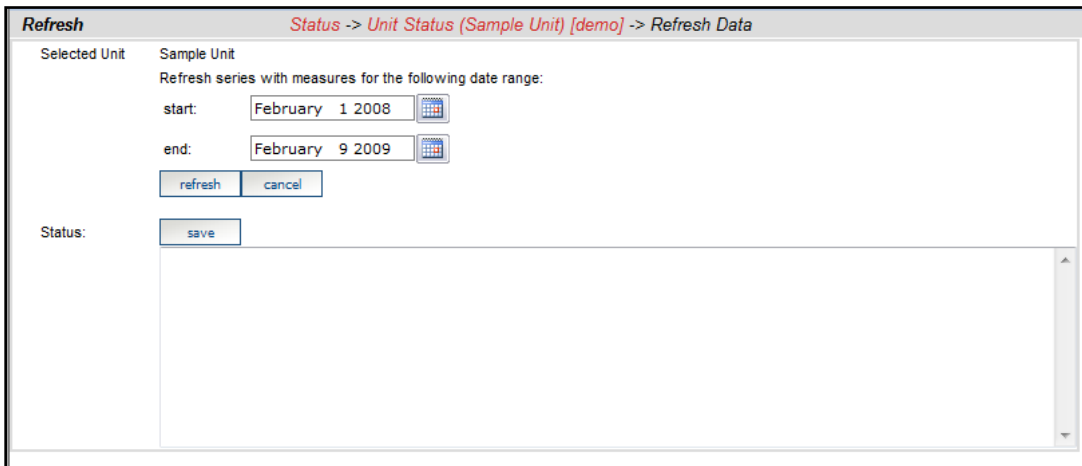 Refresh Status -> Unit Status (Sample Unit) [demo] -> Refresh Data
Selected Unit Sample Unit
Refresh series with measures for the following date range:
start: February 1 2008
end: February 9 2009
refresh cancel
Status: save